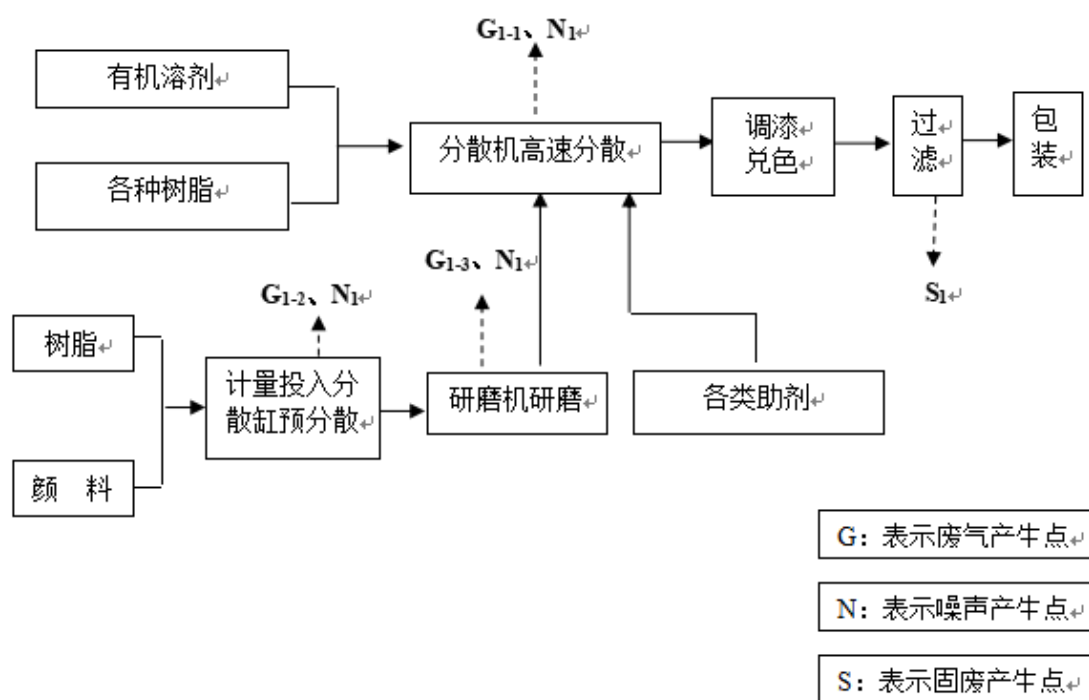 G1-1、N1↵
有机溶剂↵
各种树脂↵
分散机高速分散↵
调漆↵
兑色↵
过↵
滤↵
包
装↵
G1-3、N1↵
G1-2、N1↵
S1↵
树脂↵
计量投入分
散缸预分散↵
研磨机研磨↵
各类助剂↵
颜 料
G：表示废气产生点↵
N：表示噪声产生点↵
S：表示固废产生点↵